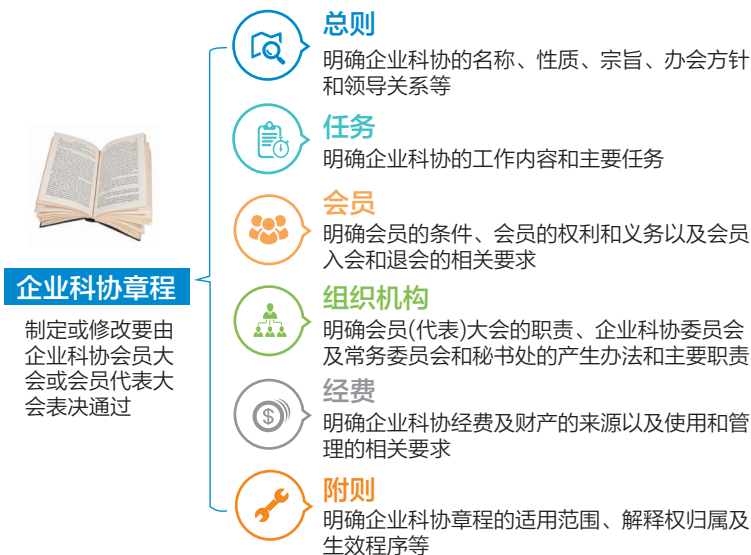 企业科协章程
制定或修改要由
企业科协会员大
会或会员代表大
会表决通过
总则
明确企业科协的名称、性质、宗旨、办会方针
和领导关系等
任务
明确企业科协的工作内容和主要任务
会员
明确会员的条件、会员的权利和义务以及会员
入会和退会的相关要求
组织机构
明确会员(代表)大会的职责、企业科协委员会
及常务委员会和秘书处的产生办法和主要职责
经费
明确企业科协经费及财产的来源以及使用和管
理的相关要求
附则
明确企业科协章程的适用范围、解释权归属及
生效程序等